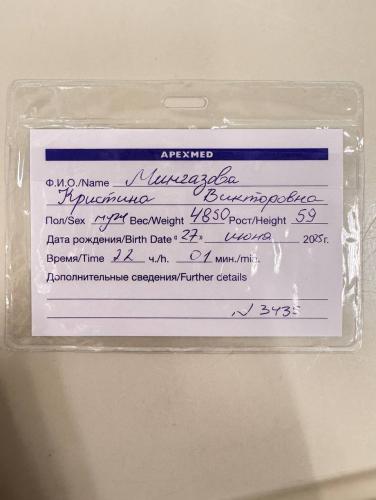 APEXMED
Ф.И.О./Name Мингазова
Кристина Викторовна
Пол/Sex муж Вес/Weight 4850 Рост/Height 59
Дата рождения/Birth Date "27" июня 2025г.
Время/Time 22 ч./h. 01 мин./min.
Дополнительные сведения/Further details
N 3435